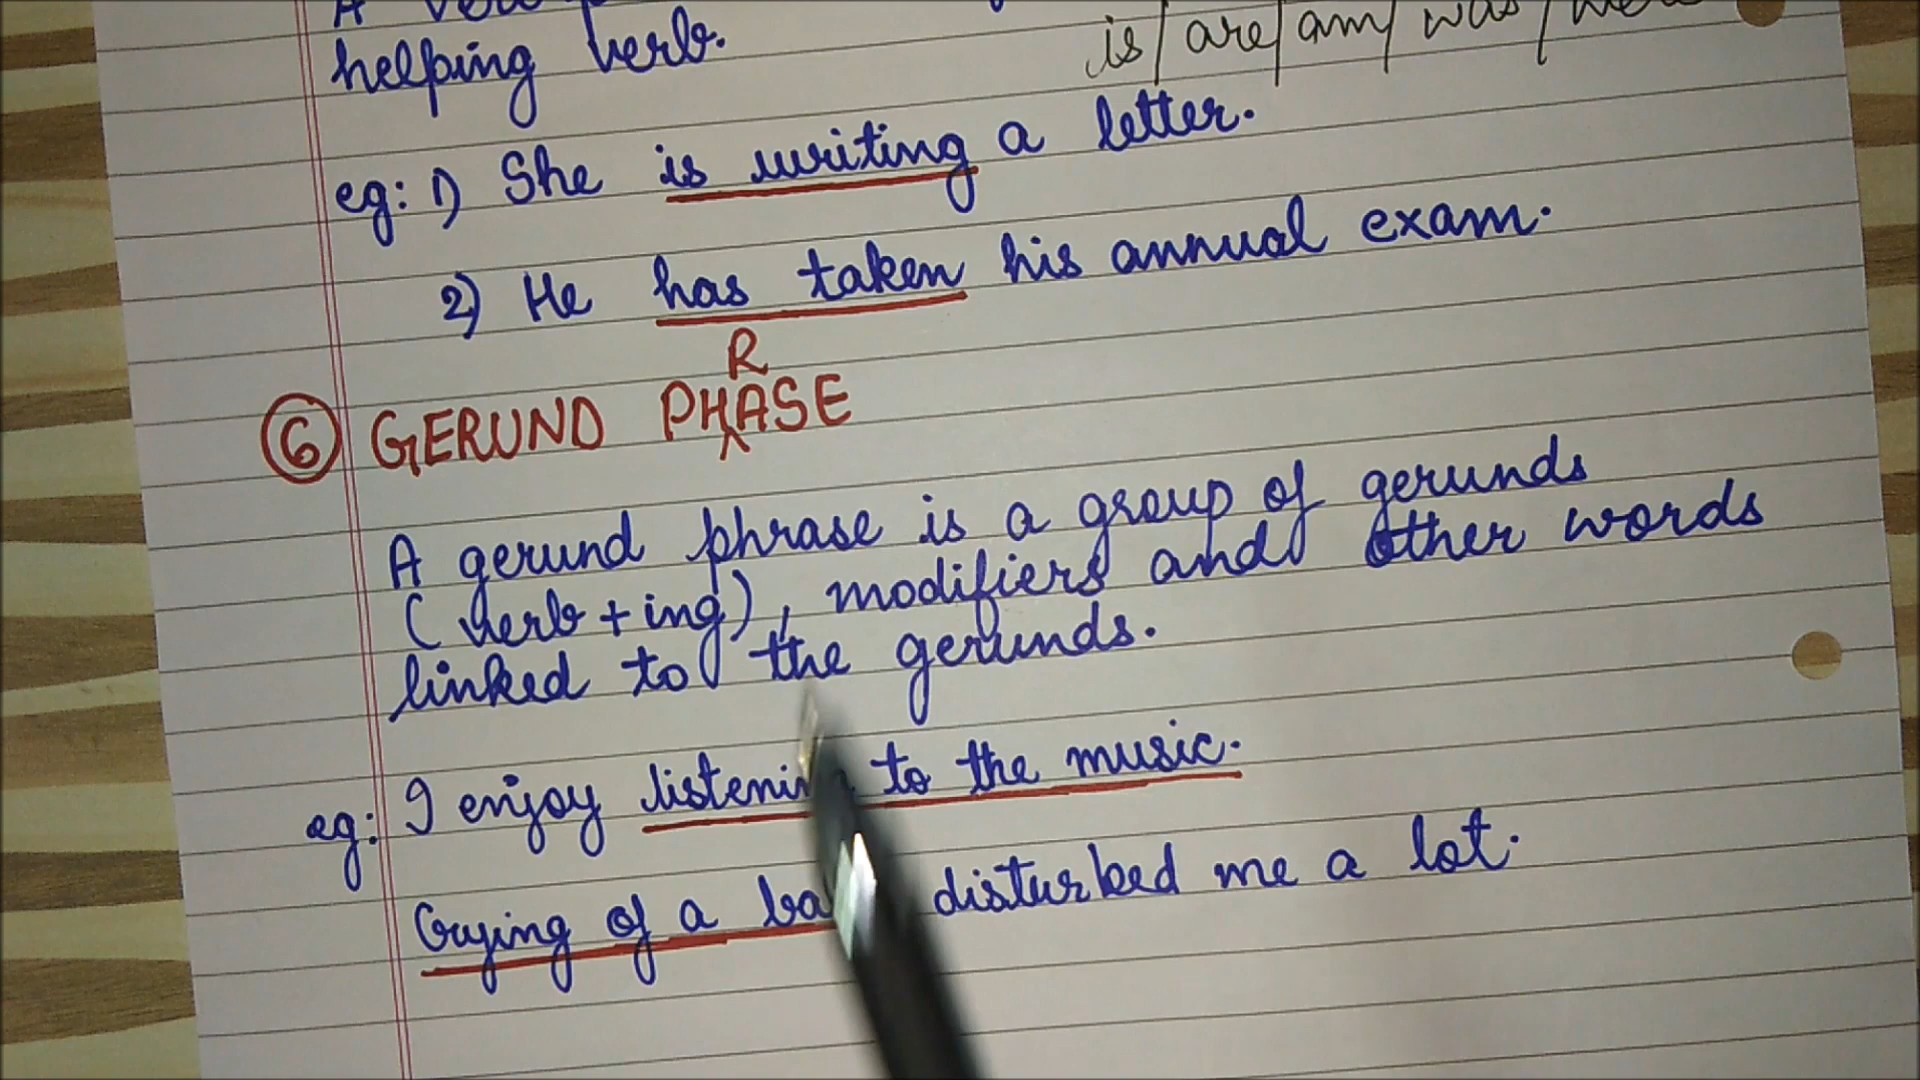 A
helping verb. is/are/am/was/were
eg: 1) She is writing a letter.
2) He has taken his annual exam.
6 GERUND PHRASE
A gerund phrase is a group of gerunds
(verb + ing), modifiers and other words
linked to the gerunds.
eg: I enjoy listening to the music.
Crying of a disturbed me a lot.